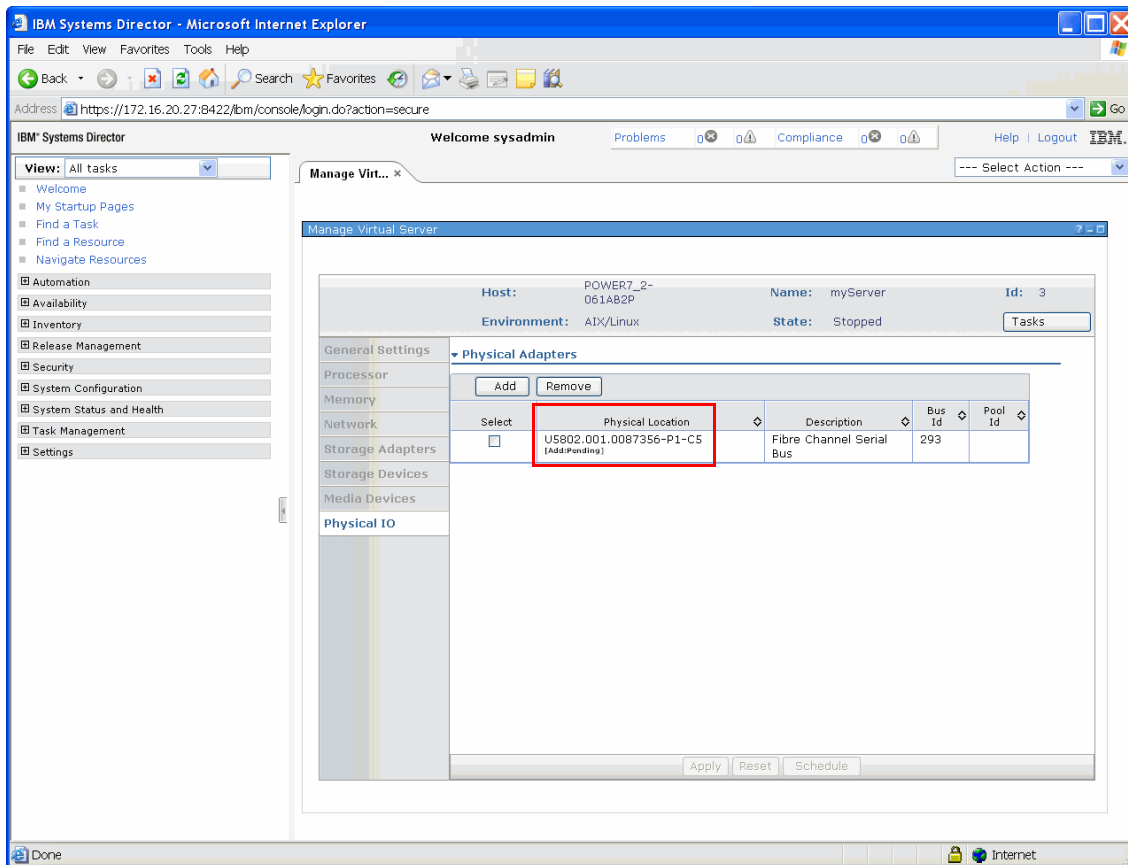 IBM Systems Director - Microsoft Internet Explorer
File Edit View Favorites Tools Help
Back Search Favorites
Address https://172.16.20.27:8422/ibm/console/login.do?action=secure Go
IBM® Systems Director Welcome sysadmin Problems 0 0 Compliance 0 0 Help | Logout IBM.
View: All tasks
Manage Virt... × --- Select Action ---
Welcome
My Startup Pages
Find a Task
Find a Resource
Navigate Resources
Automation
Availability
Inventory
Release Management
Security
System Configuration
System Status and Health
Task Management
Settings
Manage Virtual Server ?
Host: POWER7_2-
061AB2P
Name: myServer Id: 3
Environment: AIX/Linux State: Stopped Tasks
General Settings
Processor
Memory
Network
Storage Adapters
Storage Devices
Media Devices
Physical IO
Physical Adapters
Add Remove
Select Physical Location Description Bus Id Pool Id
U5802.001.0087356-P1-C5 Fibre Channel Serial 293
[Add:Pending] Bus
Apply Reset Schedule
Done Internet